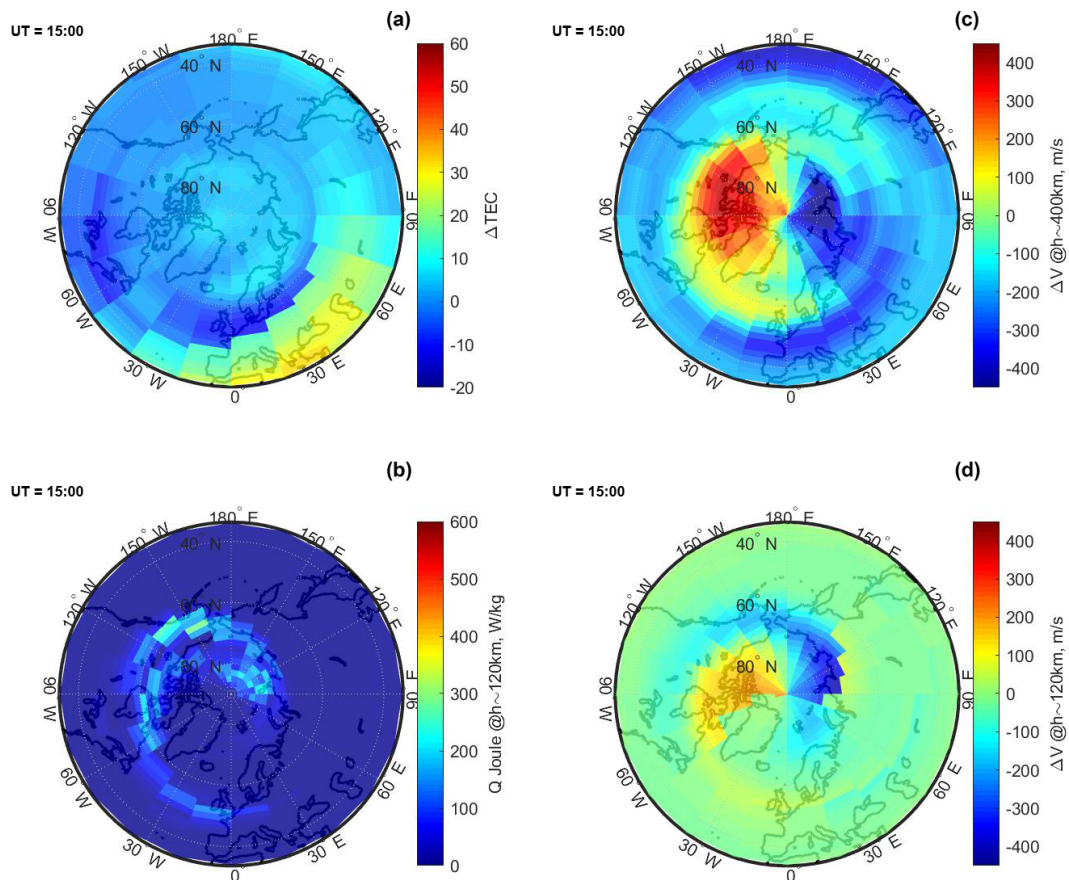 (a)
UT = 15:00
180° E
150° W
150° E
40° N
120° W
120° E
60° N
80° N
90° W
90° E
60° W
60° E
30° W
30° E
0°
60
50
40
30
20
10
0
-10
-20
ΔTEC
(c)
UT = 15:00
180° E
150° W
150° E
40° N
120° W
120° E
60° N
80° N
90° W
90° E
60° W
60° E
30° W
30° E
0°
400
300
200
100
0
-100
-200
-300
-400
ΔV @h~400km, m/s
(b)
UT = 15:00
180° E
150° W
150° E
40° N
120° W
120° E
60° N
80° N
90° W
90° E
60° W
60° E
30° W
30° E
0°
600
500
400
300
200
100
0
Q Joule @h~120km, W/kg
(d)
UT = 15:00
180° E
150° W
150° E
40° N
120° W
120° E
60° N
80° N
90° W
90° E
60° W
60° E
30° W
30° E
0°
400
300
200
100
0
-100
-200
-300
-400
ΔV @h~120km, m/s